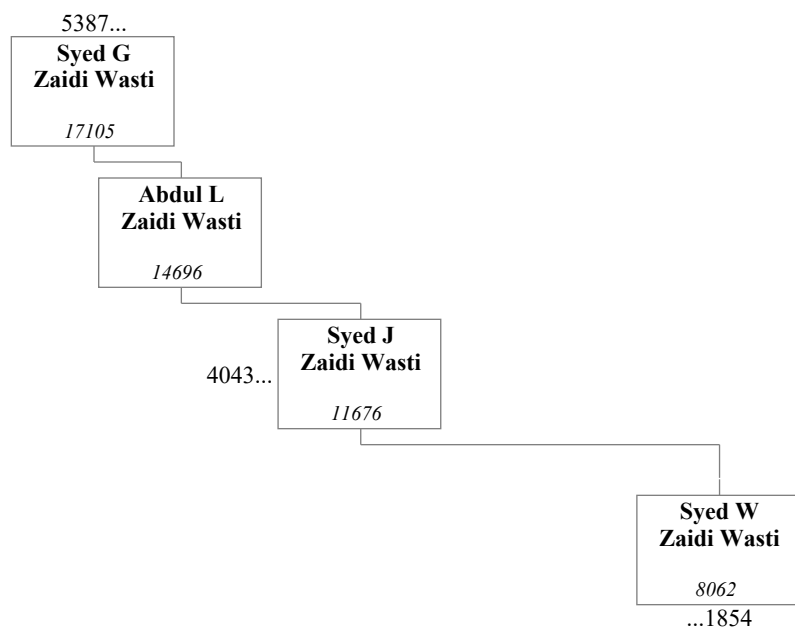 5387...
Syed G
Zaidi Wasti
17105
Abdul L
Zaidi Wasti
14696
Syed J
Zaidi Wasti
4043...
11676
Syed W
Zaidi Wasti
8062
...1854